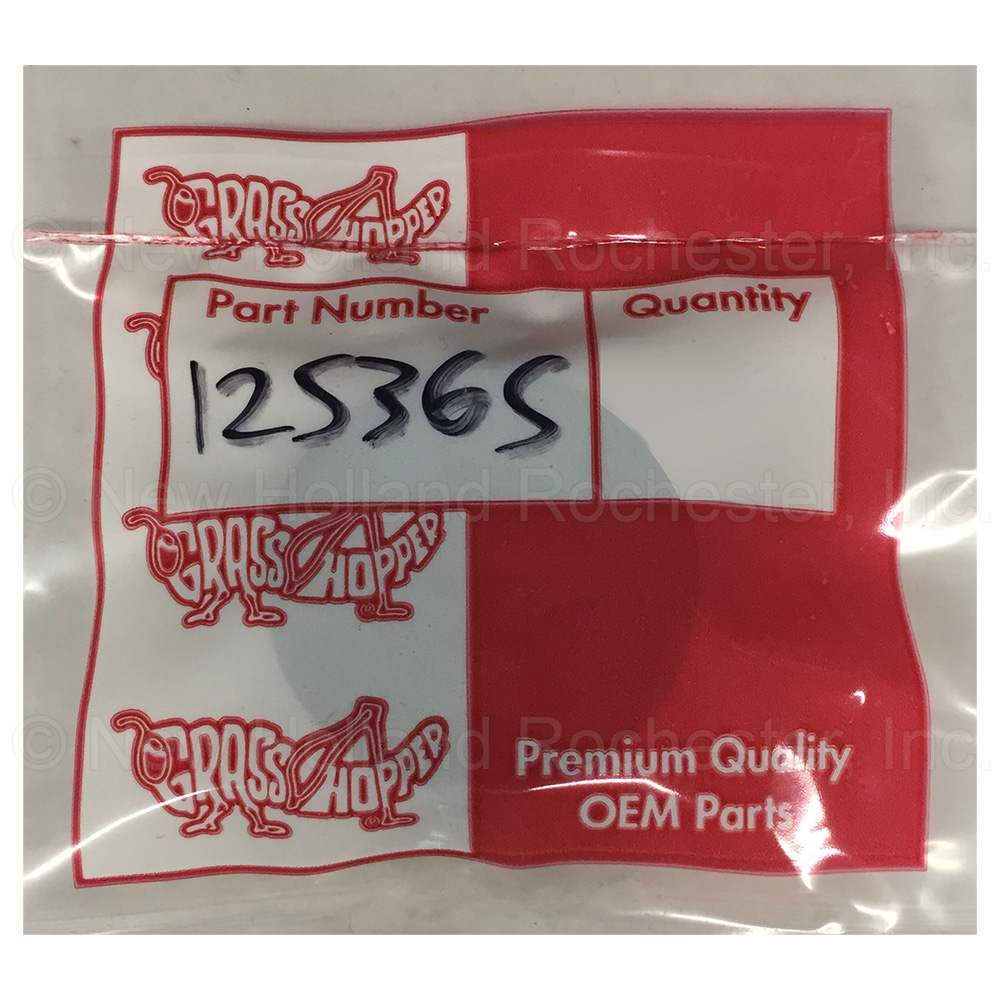 GRASSHOPPER
© New Holland Rochester, Inc.
Part Number Quantity
125365
© New Holland Rochester, Inc.
GRASSHOPPER
© New Holland Rochester, Inc.
GRASSHOPPER
Premium Quality
OEM Parts